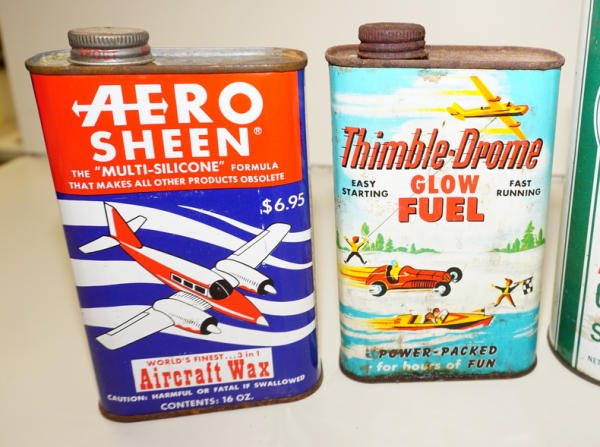 AERO
SHEEN®
THE "MULTI-SILICONE" FORMULA
THAT MAKES ALL OTHER PRODUCTS OBSOLETE
$6.95
WORLD'S FINEST...3 in 1
Aircraft Wax
CAUTION: HARMFUL OR FATAL IF SWALLOWED
CONTENTS: 16 OZ.
Thimble-Drome
EASY
STARTING
GLOW
FUEL
FAST
RUNNING
POWER-PACKED
for hours of FUN